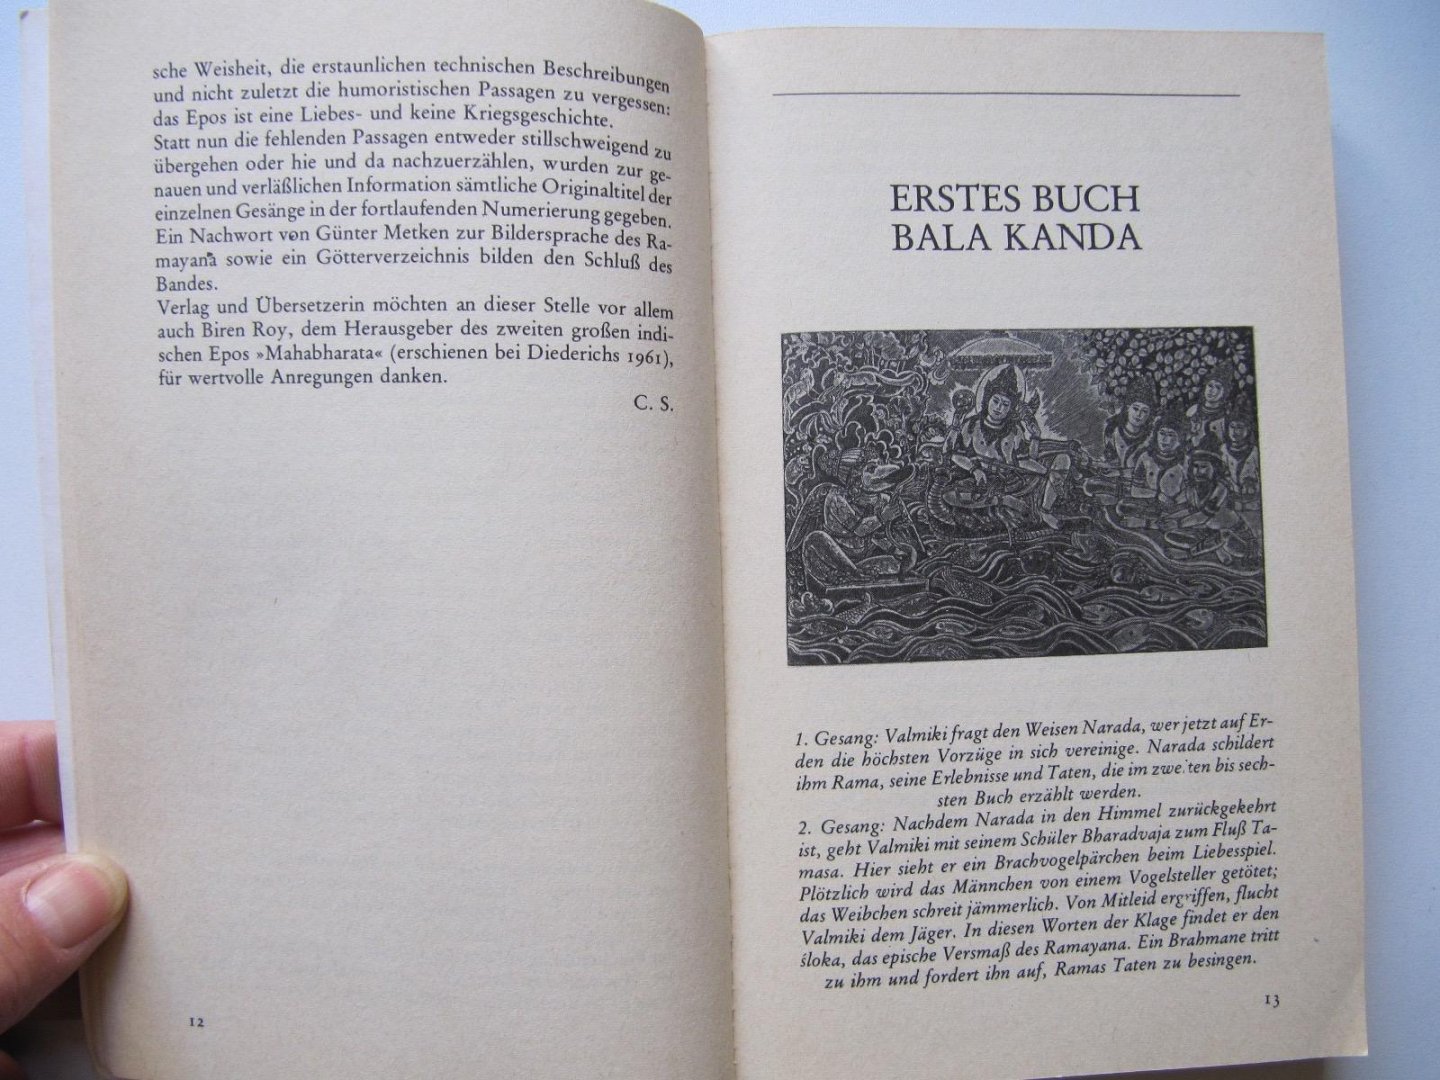 sche Weisheit, die erstaunlichen technischen Beschreibungen
und nicht zuletzt die humoristischen Passagen zu vergessen:
das Epos ist eine Liebes- und keine Kriegsgeschichte.
Statt nun die fehlenden Passagen entweder stillschweigend zu
übergehen oder hie und da nachzuerzählen, wurden zur ge-
nauen und verläßlichen Information sämtliche Originaltitel der
einzelnen Gesänge in der fortlaufenden Numerierung gegeben.
Ein Nachwort von Günter Metken zur Bildersprache des Ra-
mayana sowie ein Götterverzeichnis bilden den Schluß des
Bandes.
Verlag und Übersetzerin möchten an dieser Stelle vor allem
auch Biren Roy, dem Herausgeber des zweiten großen indi-
schen Epos »Mahabharata« (erschienen bei Diederichs 1961),
für wertvolle Anregungen danken.
C. S.
12
ERSTES BUCH
BALA KANDA
1. Gesang: Valmiki fragt den Weisen Narada, wer jetzt auf Er-
den die höchsten Vorzüge in sich vereinige. Narada schildert
ihm Rama, seine Erlebnisse und Taten, die im zweiten bis sech-
sten Buch erzählt werden.
2. Gesang: Nachdem Narada in den Himmel zurückgekehrt
ist, geht Valmiki mit seinem Schüler Bharadvaja zum Fluß Ta-
masa. Hier sieht er ein Brachvogelpärchen beim Liebesspiel.
Plötzlich wird das Männchen von einem Vogelsteller getötet;
das Weibchen schreit jämmerlich. Von Mitleid ergriffen, flucht
Valmiki dem Jäger. In diesen Worten der Klage findet er den
śloka, das epische Versmaß des Ramayana. Ein Brahmane tritt
zu ihm und fordert ihn auf, Ramas Taten zu besingen.
13